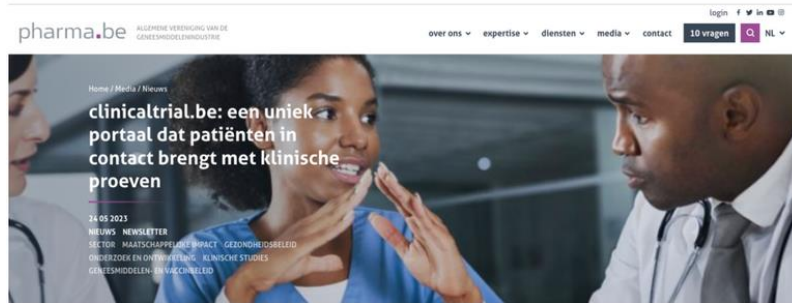 login
pharma.be
ALGEMENE VERENIGING VAN DE
GENEESMIDDELENINDUSTRIE
over ons expertise diensten media contact 10 vragen NL
Home / Media / Nieuws
clinicaltrial.be: een uniek
portaal dat patiënten in
contact brengt met klinische
proeven
24 05 2023
NIEUWS NEWSLETTER
SECTOR MAATSCHAPPELIJKE IMPACT GEZONDHEIDSBELEID
ONDERZOEK EN ONTWIKKELING KLINISCHE STUDIES
GENEESMIDDELEN- EN VACCINBELEID